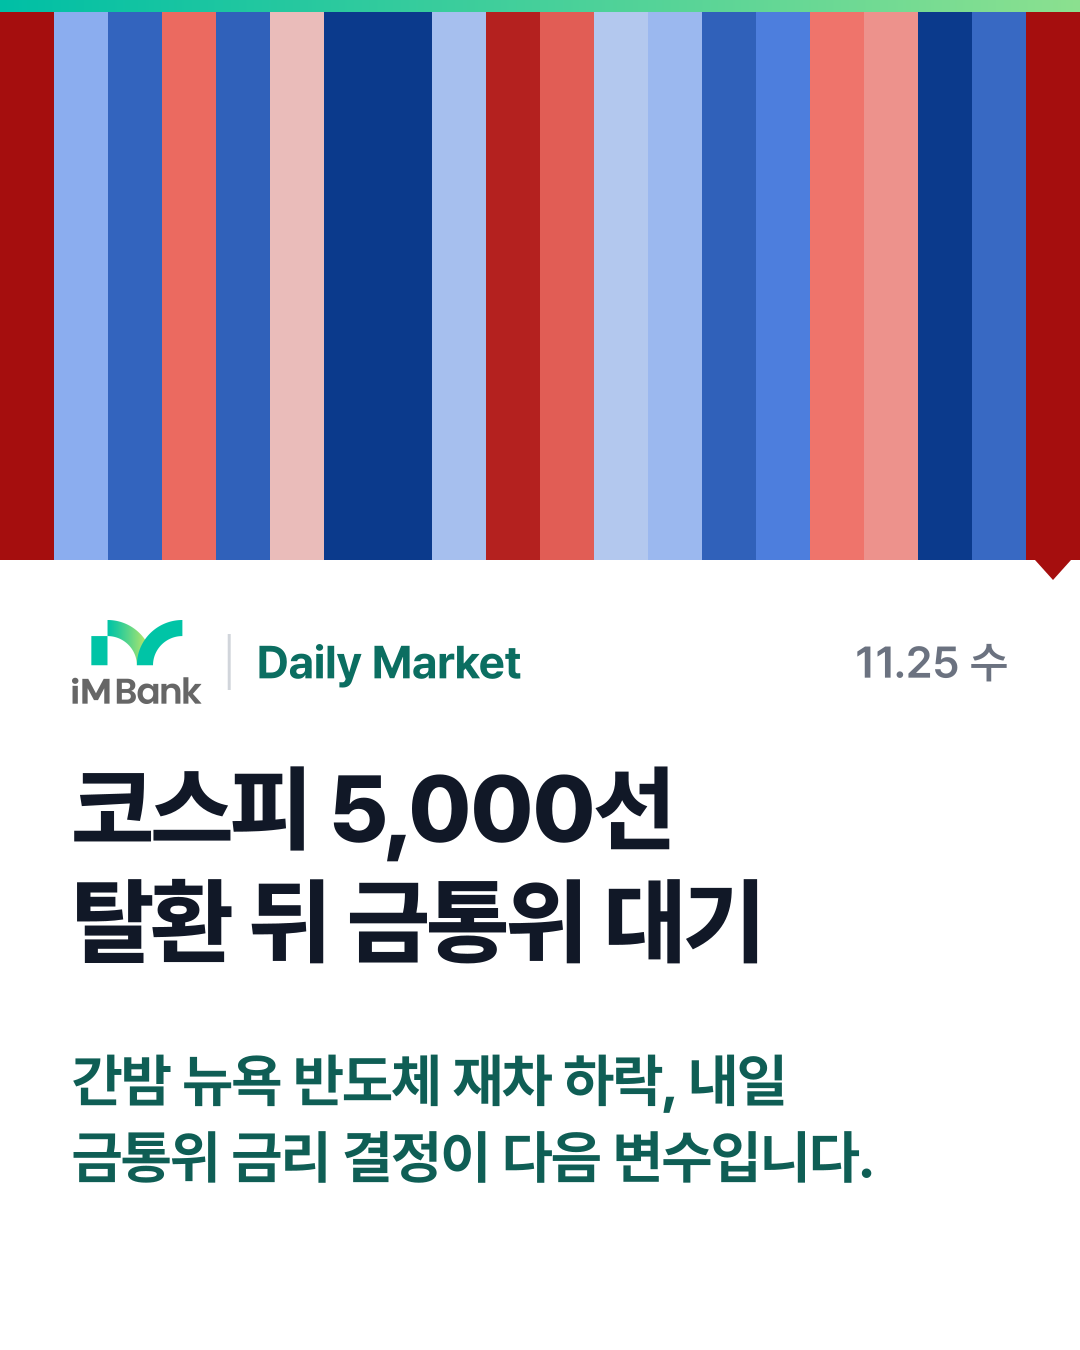 iM Bank
Daily Market
11.25 수
코스피 5,000선
탈환 뒤 금통위 대기
간밤 뉴욕 반도체 재차 하락, 내일
금통위 금리 결정이 다음 변수입니다.